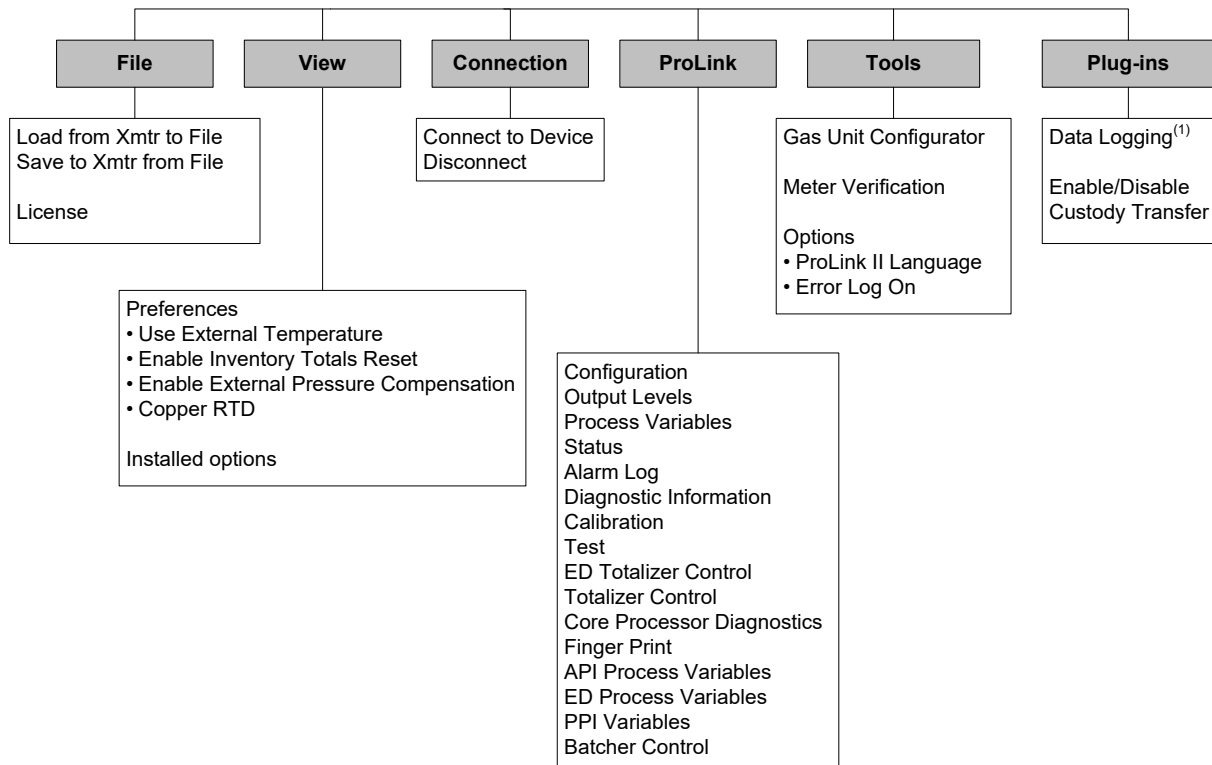 File
View
Connection
ProLink
Tools
Plug-ins
Load from Xmtr to File
Save to Xmtr from File
License
Preferences
• Use External Temperature
• Enable Inventory Totals Reset
• Enable External Pressure Compensation
• Copper RTD
Installed options
Connect to Device
Disconnect
Configuration
Output Levels
Process Variables
Status
Alarm Log
Diagnostic Information
Calibration
Test
ED Totalizer Control
Totalizer Control
Core Processor Diagnostics
Finger Print
API Process Variables
ED Process Variables
PPI Variables
Batcher Control
Gas Unit Configurator
Meter Verification
Options
• ProLink II Language
• Error Log On
Data Logging(1)
Enable/Disable
Custody Transfer